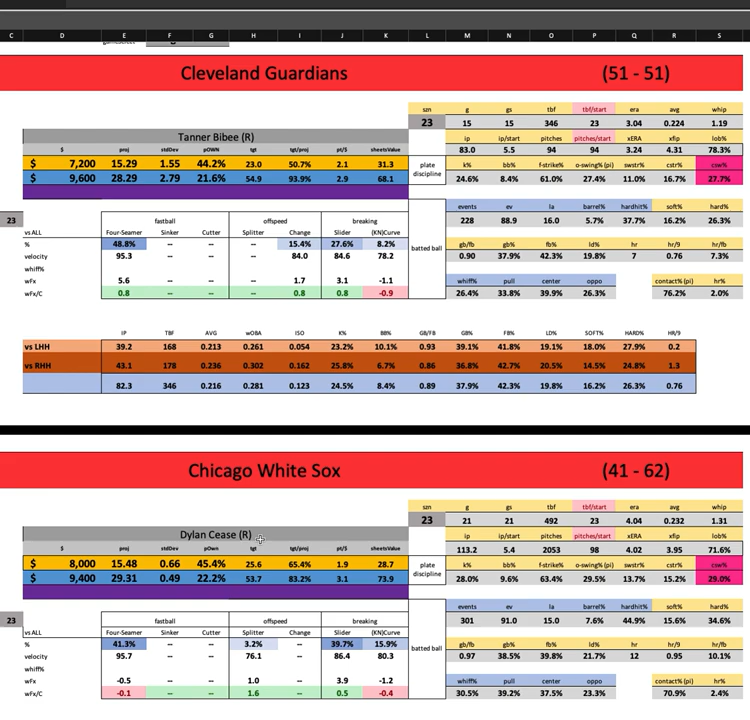 C D E F G H I J K L M N O P Q R S
Cleveland Guardians (51 - 51)
szn g gs tbf tbf/start era avg whip
23 15 15 346 23 3.04 0.224 1.19
Tanner Bibee (R) ip ip/start pitches pitches/start xERA xfip lob%
$ proj stdDev pOWN tgt tgt/proj pt/$ sheetsValue 83.0 5.5 94 94 3.24 4.31 78.3%
$ 7,200 15.29 1.55 44.2% 23.0 50.7% 2.1 31.3 plate discipline k% bb% f-strike% o-swing% (pi) swstr% cstr% csw%
$ 9,600 28.29 2.79 21.6% 54.9 93.9% 2.9 68.1 24.6% 8.4% 61.0% 27.4% 11.0% 16.7% 27.7%
events ev la barrel% hardhit% soft% hard%
23 fastball offspeed breaking 228 88.9 16.0 5.7% 37.7% 16.2% 26.3%
vs ALL Four-Seamer Sinker Cutter Splitter Change Slider (KN)Curve batted ball
% 48.8% -- -- -- 15.4% 27.6% 8.2% gb/fb gb% fb% ld% hr hr/9 hr/fb
velocity 95.3 -- -- -- 84.0 84.6 78.2 0.90 37.9% 42.3% 19.8% 7 0.76 7.3%
whiff%
wFx 5.6 -- -- -- 1.7 3.1 -1.1 whiff% pull center oppo contact% (pi) hr%
wFx/C 0.8 -- -- -- 0.8 0.8 -0.9 26.4% 33.8% 39.9% 26.3% 76.2% 2.0%
IP TBF AVG wOBA ISO K% BB% GB/FB GB% FB% LD% SOFT% HARD% HR/9
vs LHH 39.2 168 0.213 0.261 0.054 23.2% 10.1% 0.93 39.1% 41.8% 19.1% 18.0% 27.9% 0.2
vs RHH 43.1 178 0.236 0.302 0.162 25.8% 6.7% 0.86 36.8% 42.7% 20.5% 14.5% 24.8% 1.3
82.3 346 0.216 0.281 0.123 24.5% 8.4% 0.89 37.9% 42.3% 19.8% 16.2% 26.3% 0.76
Chicago White Sox (41 - 62)
szn g gs tbf tbf/start era avg whip
23 21 21 492 23 4.04 0.232 1.31
Dylan Cease (R) ip ip/start pitches pitches/start xERA xfip lob%
$ proj stdDev pOwn tgt tgt/proj pt/$ sheetsValue 113.2 5.4 2053 98 4.02 3.95 71.6%
$ 8,000 15.48 0.66 45.4% 25.6 65.4% 1.9 28.7 plate discipline k% bb% f-strike% o-swing% (pi) swstr% cstr% csw%
$ 9,400 29.31 0.49 22.2% 53.7 83.2% 3.1 73.9 28.0% 9.6% 63.4% 29.5% 13.7% 15.2% 29.0%
events ev la barrel% hardhit% soft% hard%
23 fastball offspeed breaking 301 91.0 15.0 7.6% 44.9% 15.6% 34.6%
vs ALL Four-Seamer Sinker Cutter Splitter Change Slider (KN)Curve batted ball
% 41.3% -- -- 3.2% -- 39.7% 15.9% gb/fb gb% fb% ld% hr hr/9 hr/fb
velocity 95.7 -- -- 76.1 -- 86.4 80.3 0.97 38.5% 39.8% 21.7% 12 0.95 10.1%
whiff%
wFx -0.5 -- -- 1.0 -- 3.9 -1.2 whiff% pull center oppo contact% (pi) hr%
wFx/C -0.1 -- -- 1.6 -- 0.5 -0.4 30.5% 39.2% 37.5% 23.3% 70.9% 2.4%